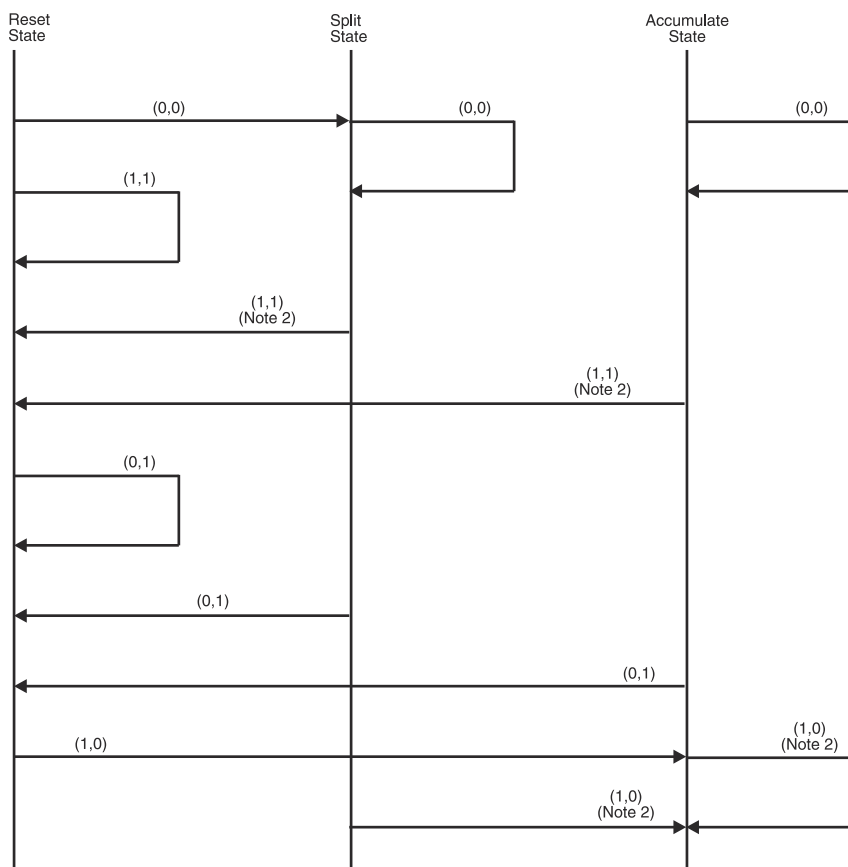 Reset
State
Split
State
Accumulate
State
(0,0)
(0,0)
(0,0)
(1,1)
(1,1)
(Note 2)
(1,1)
(Note 2)
(0,1)
(0,1)
(0,1)
(1,0)
(1,0)
(Note 2)
(1,0)
(Note 2)